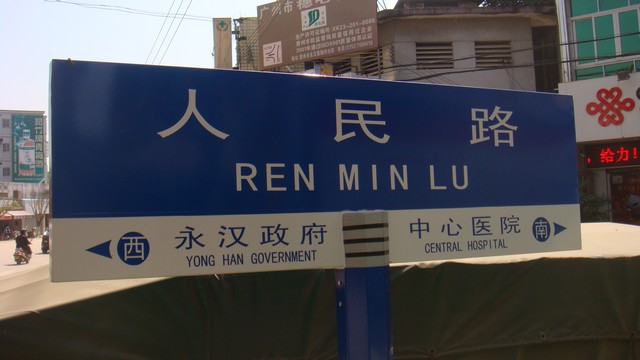 人民路
REN MIN LU
西 永汉政府
YONG HAN GOVERNMENT
中心医院 南
CENTRAL HOSPITAL
给力!